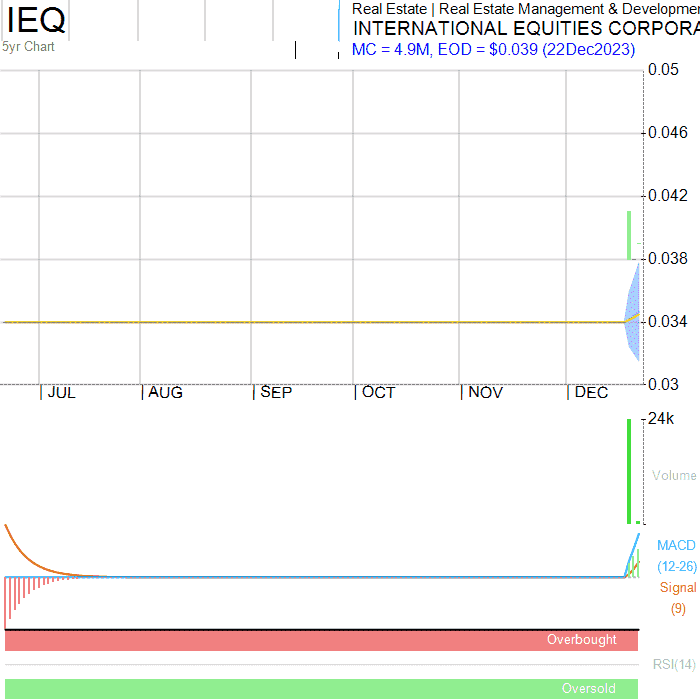 IEQ
5yr Chart
Real Estate | Real Estate Management & Developmen
INTERNATIONAL EQUITIES CORPORA
MC = 4.9M, EOD = $0.039 (22Dec2023)
0.05
0.046
0.042
0.038
0.034
0.03
JUL AUG SEP OCT NOV DEC
24k
Volume
MACD
(12-26)
Signal
(9)
Overbought
RSI(14)
Oversold